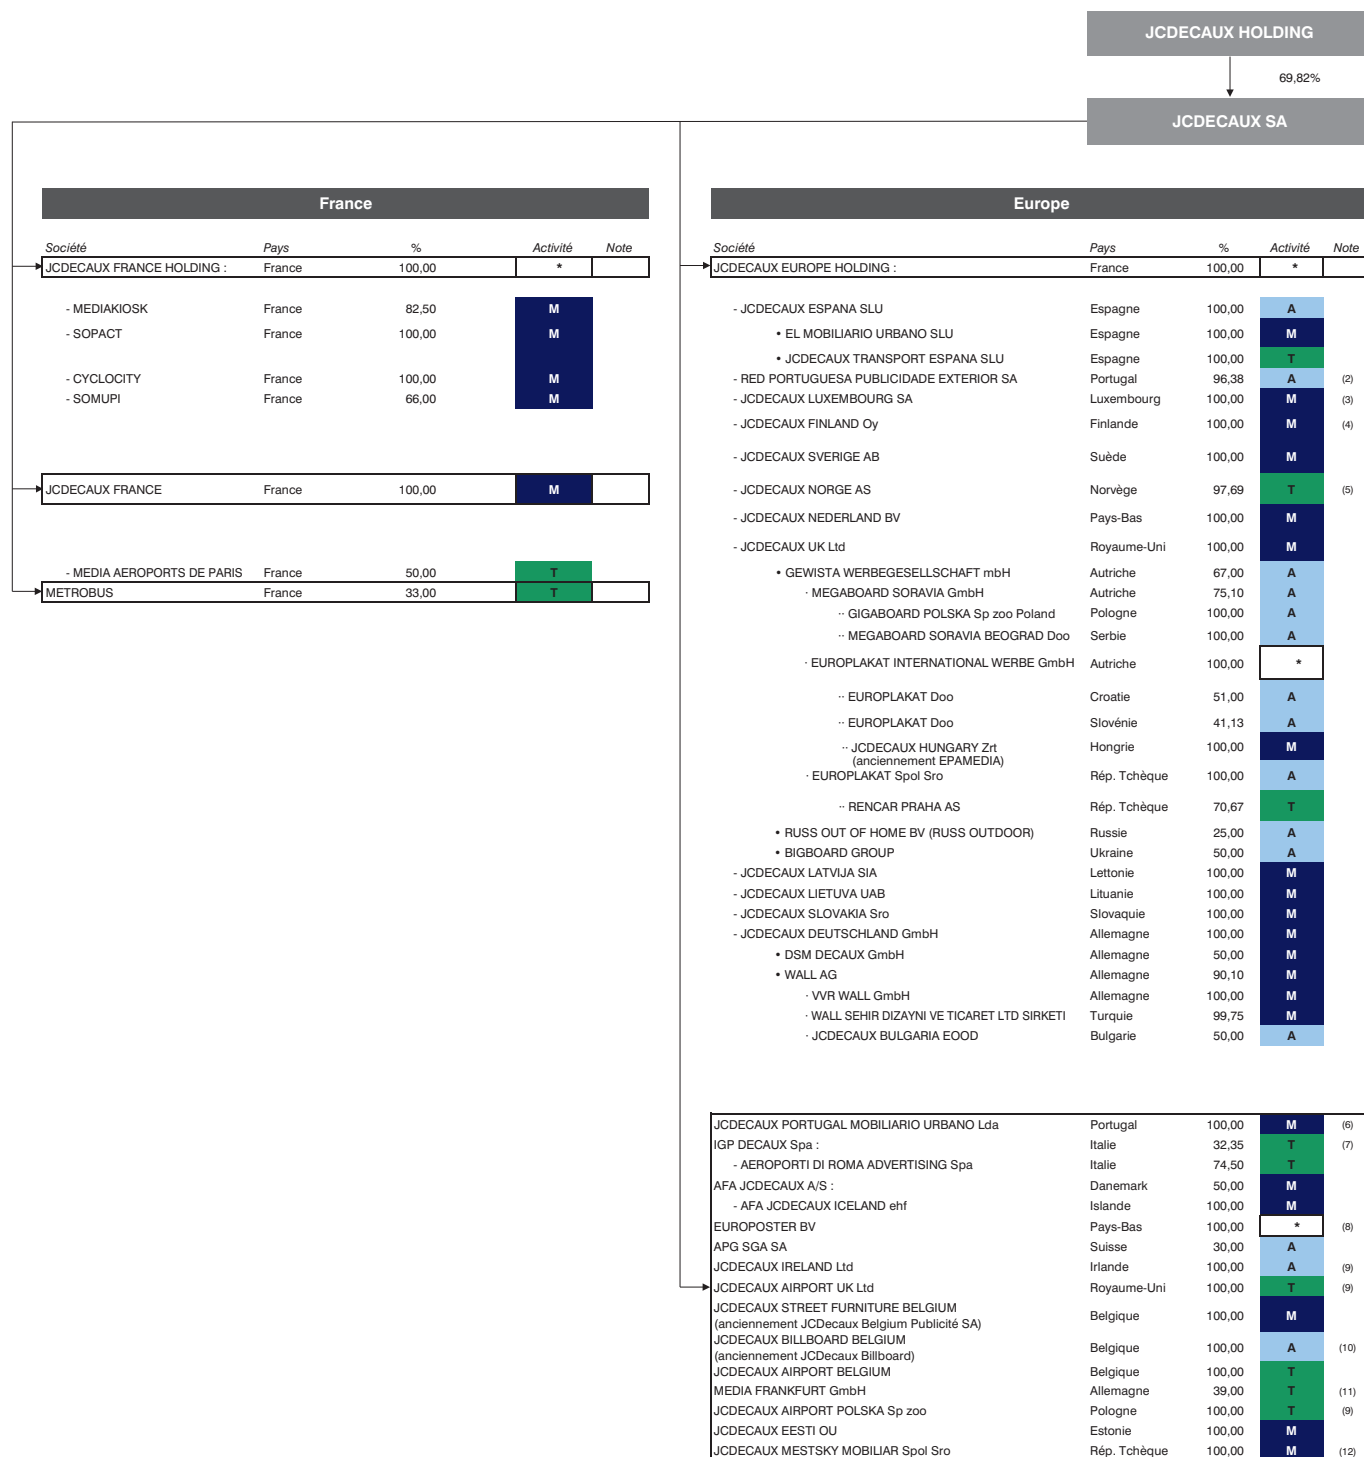 JCDECAUX HOLDING
69,82%
JCDECAUX SA
France
Société Pays % Activité Note
JCDECAUX FRANCE HOLDING : France 100,00 *
- MEDIAKIOSK France 82,50 M
- SOPACT France 100,00 M
- CYCLOCITY France 100,00 M
- SOMUPI France 66,00 M
JCDECAUX FRANCE France 100,00 M
- MEDIA AEROPORTS DE PARIS France 50,00 T
METROBUS France 33,00 T
Europe
Société Pays % Activité Note
JCDECAUX EUROPE HOLDING : France 100,00 *
- JCDECAUX ESPANA SLU Espagne 100,00 A
• EL MOBILIARIO URBANO SLU Espagne 100,00 M
• JCDECAUX TRANSPORT ESPANA SLU Espagne 100,00 T
- RED PORTUGUESA PUBLICIDADE EXTERIOR SA Portugal 96,38 A (2)
- JCDECAUX LUXEMBOURG SA Luxembourg 100,00 M (3)
- JCDECAUX FINLAND Oy Finlande 100,00 M (4)
- JCDECAUX SVERIGE AB Suède 100,00 M
- JCDECAUX NORGE AS Norvège 97,69 T (5)
- JCDECAUX NEDERLAND BV Pays-Bas 100,00 M
- JCDECAUX UK Ltd Royaume-Uni 100,00 M
• GEWISTA WERBEGESELLSCHAFT mbH Autriche 67,00 A
· MEGABOARD SORAVIA GmbH Autriche 75,10 A
·· GIGABOARD POLSKA Sp zoo Poland Pologne 100,00 A
·· MEGABOARD SORAVIA BEOGRAD Doo Serbie 100,00 A
· EUROPLAKAT INTERNATIONAL WERBE GmbH Autriche 100,00 *
·· EUROPLAKAT Doo Croatie 51,00 A
·· EUROPLAKAT Doo Slovénie 41,13 A
·· JCDECAUX HUNGARY Zrt Hongrie 100,00 M
(anciennement EPAMEDIA)
· EUROPLAKAT Spol Sro Rép. Tchèque 100,00 A
·· RENCAR PRAHA AS Rép. Tchèque 70,67 T
• RUSS OUT OF HOME BV (RUSS OUTDOOR) Russie 25,00 A
• BIGBOARD GROUP Ukraine 50,00 A
- JCDECAUX LATVIJA SIA Lettonie 100,00 M
- JCDECAUX LIETUVA UAB Lituanie 100,00 M
- JCDECAUX SLOVAKIA Sro Slovaquie 100,00 M
- JCDECAUX DEUTSCHLAND GmbH Allemagne 100,00 M
• DSM DECAUX GmbH Allemagne 50,00 M
• WALL AG Allemagne 90,10 M
· VVR WALL GmbH Allemagne 100,00 M
· WALL SEHIR DIZAYNI VE TICARET LTD SIRKETI Turquie 99,75 M
· JCDECAUX BULGARIA EOOD Bulgarie 50,00 A
JCDECAUX PORTUGAL MOBILIARIO URBANO Lda Portugal 100,00 M (6)
IGP DECAUX Spa : Italie 32,35 T (7)
- AEROPORTI DI ROMA ADVERTISING Spa Italie 74,50 T
AFA JCDECAUX A/S : Danemark 50,00 M
- AFA JCDECAUX ICELAND ehf Islande 100,00 M
EUROPOSTER BV Pays-Bas 100,00 * (8)
APG SGA SA Suisse 30,00 A
JCDECAUX IRELAND Ltd Irlande 100,00 A (9)
JCDECAUX AIRPORT UK Ltd Royaume-Uni 100,00 T (9)
JCDECAUX STREET FURNITURE BELGIUM
(anciennement JCDecaux Belgium Publicité SA) Belgique 100,00 M
JCDECAUX BILLBOARD BELGIUM
(anciennement JCDecaux Billboard) Belgique 100,00 A (10)
JCDECAUX AIRPORT BELGIUM Belgique 100,00 T
MEDIA FRANKFURT GmbH Allemagne 39,00 T (11)
JCDECAUX AIRPORT POLSKA Sp zoo Pologne 100,00 T (9)
JCDECAUX EESTI OU Estonie 100,00 M
JCDECAUX MESTSKY MOBILIAR Spol Sro Rép. Tchèque 100,00 M (12)